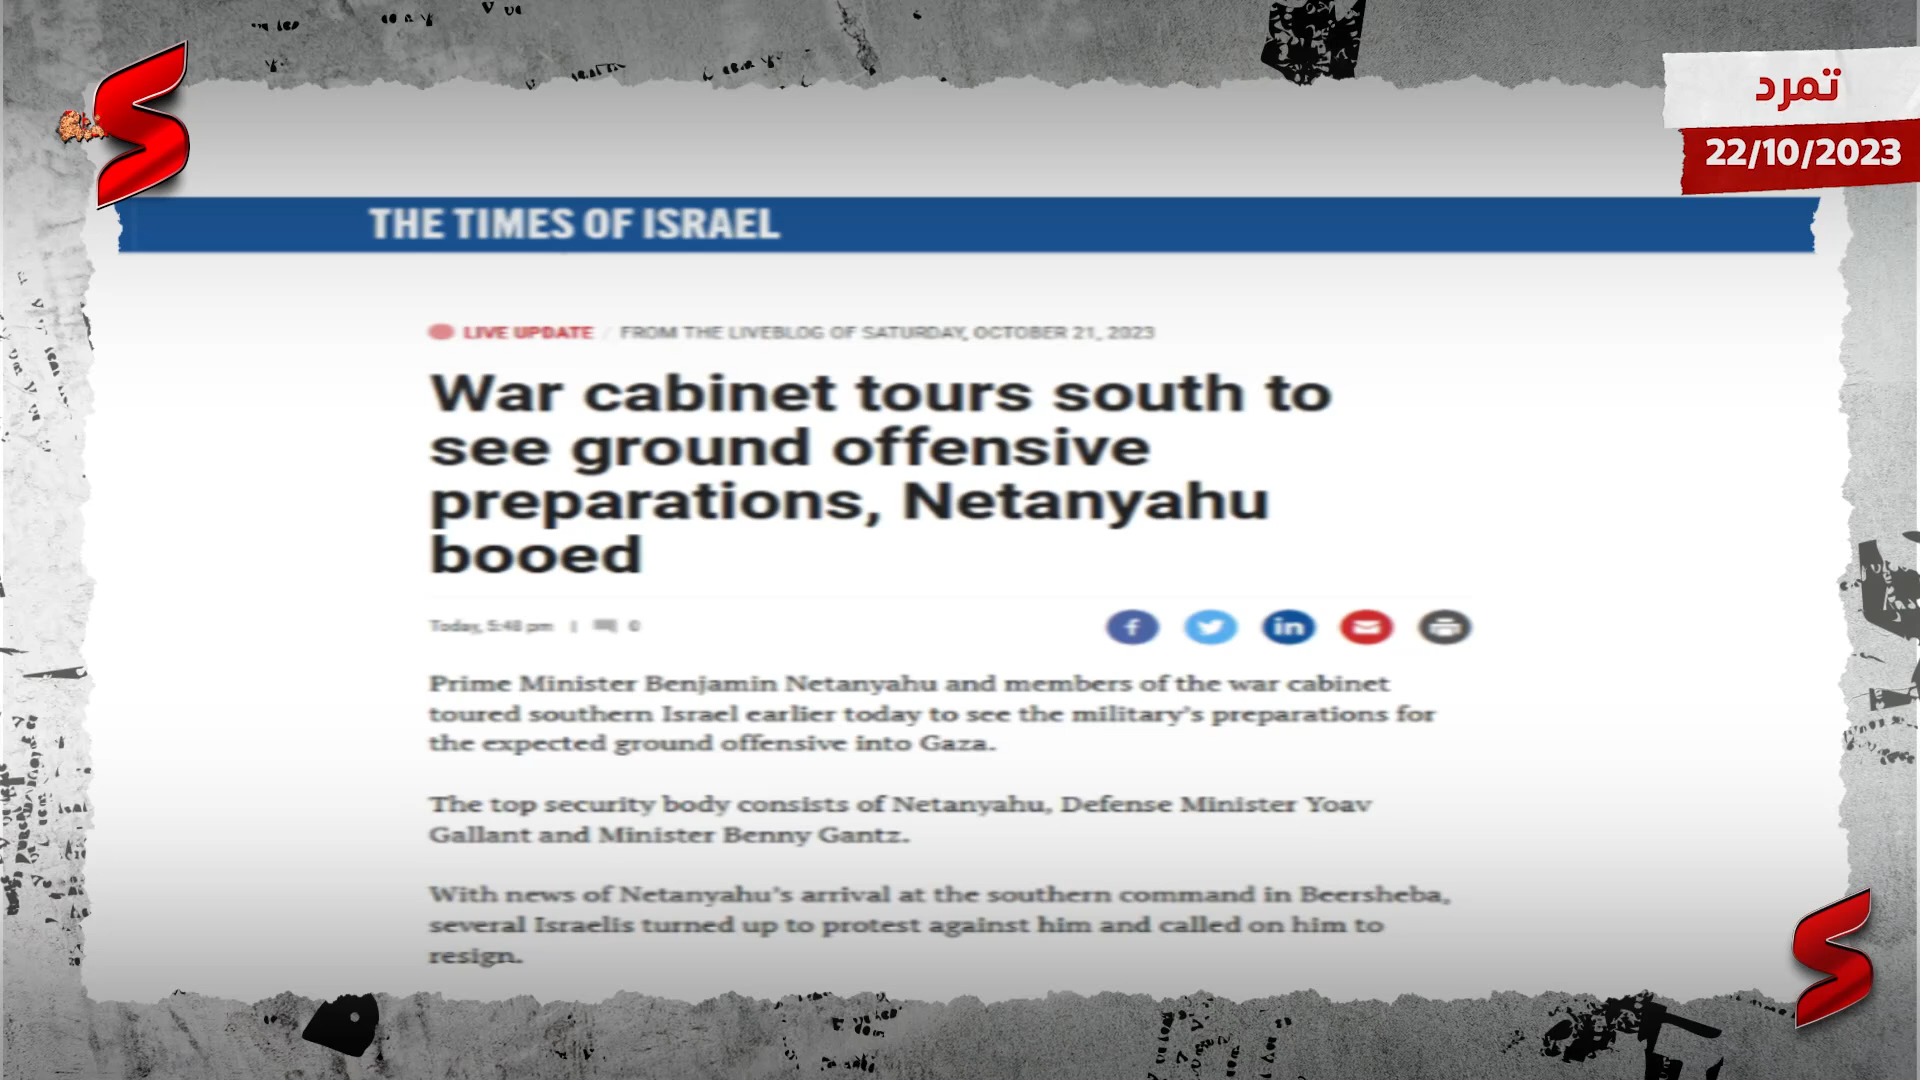 تمرد
22/10/2023
THE TIMES OF ISRAEL
LIVE UPDATE / FROM THE LIVEBLOG OF SATURDAY, OCTOBER 21, 2023
War cabinet tours south to
see ground offensive
preparations, Netanyahu
booed
Today, 5:48 pm | 0
Prime Minister Benjamin Netanyahu and members of the war cabinet
toured southern Israel earlier today to see the military's preparations for
the expected ground offensive into Gaza.
The top security body consists of Netanyahu, Defense Minister Yoav
Gallant and Minister Benny Gantz.
With news of Netanyahu's arrival at the southern command in Beersheba,
several Israelis turned up to protest against him and called on him to
resign.